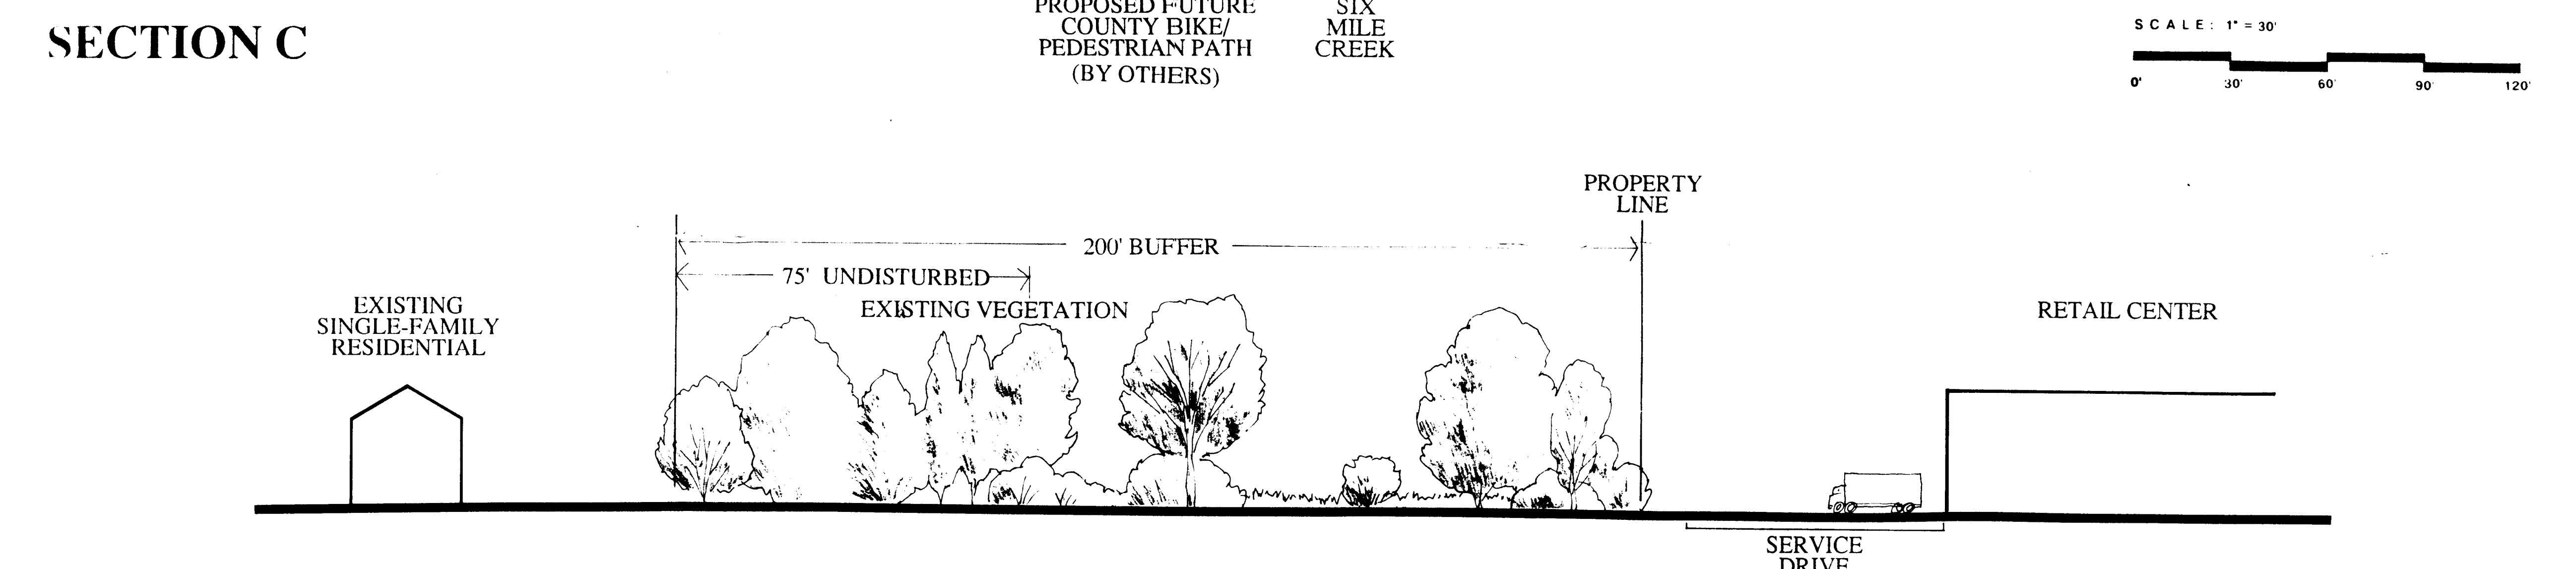 PROPOSED FUTURE
COUNTY BIKE/
PEDESTRIAN PATH
(BY OTHERS)
SIX
MILE
CREEK
SECTION C
SCALE: 1" = 30'
0' 30' 60' 90' 120'
PROPERTY
LINE
200' BUFFER
75' UNDISTURBED
EXISTING VEGETATION
EXISTING
SINGLE-FAMILY
RESIDENTIAL
RETAIL CENTER
SERVICE
DRIVE